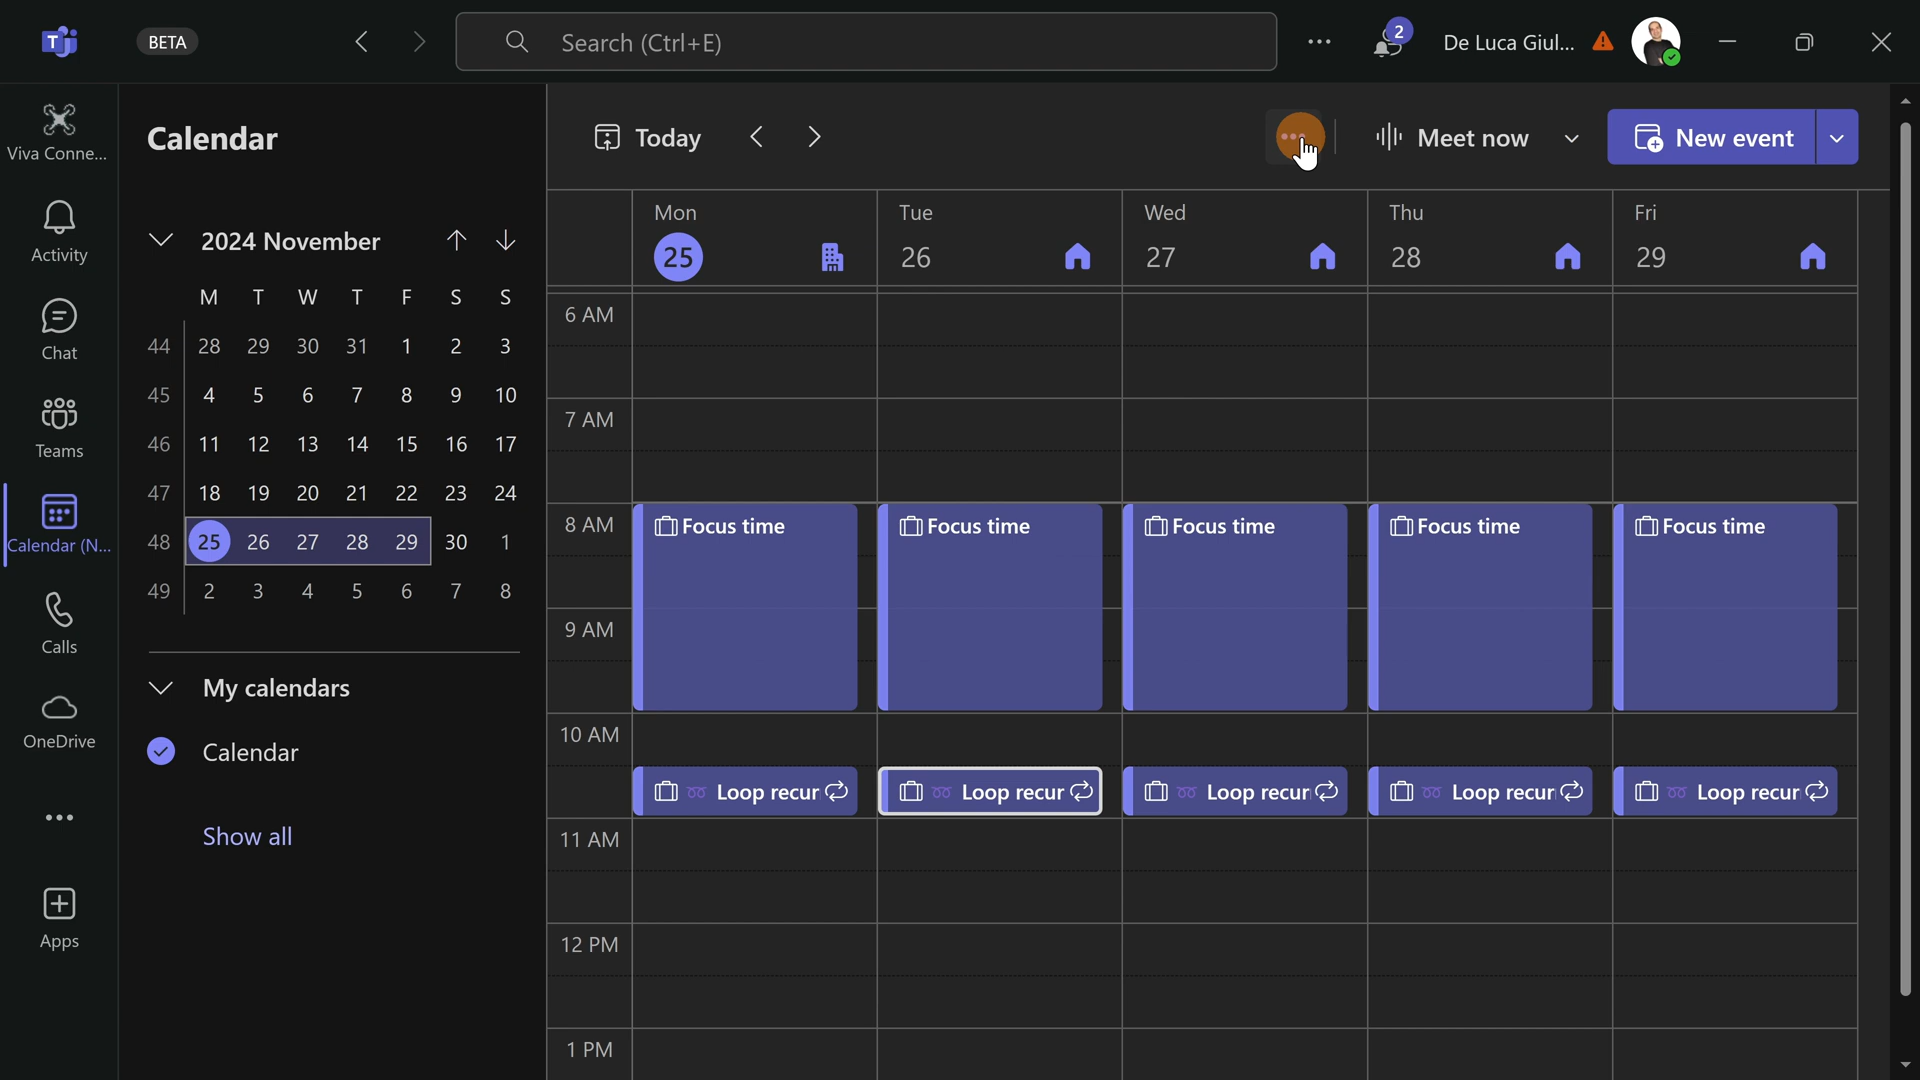 T
BETA
Search (Ctrl+E)
2
De Luca Giul...
Viva Conne...
Activity
Chat
Teams
Calendar (N...
Calls
OneDrive
Apps
Calendar
2024 November
M T W T F S S
44 28 29 30 31 1 2 3
45 4 5 6 7 8 9 10
46 11 12 13 14 15 16 17
47 18 19 20 21 22 23 24
48 25 26 27 28 29 30 1
49 2 3 4 5 6 7 8
My calendars
Calendar
Show all
Today
Meet now
New event
Mon Tue Wed Thu Fri
25 26 27 28 29
6 AM
7 AM
8 AM Focus time Focus time Focus time Focus time Focus time
9 AM
10 AM
Loop recur Loop recur Loop recur Loop recur Loop recur
11 AM
12 PM
1 PM